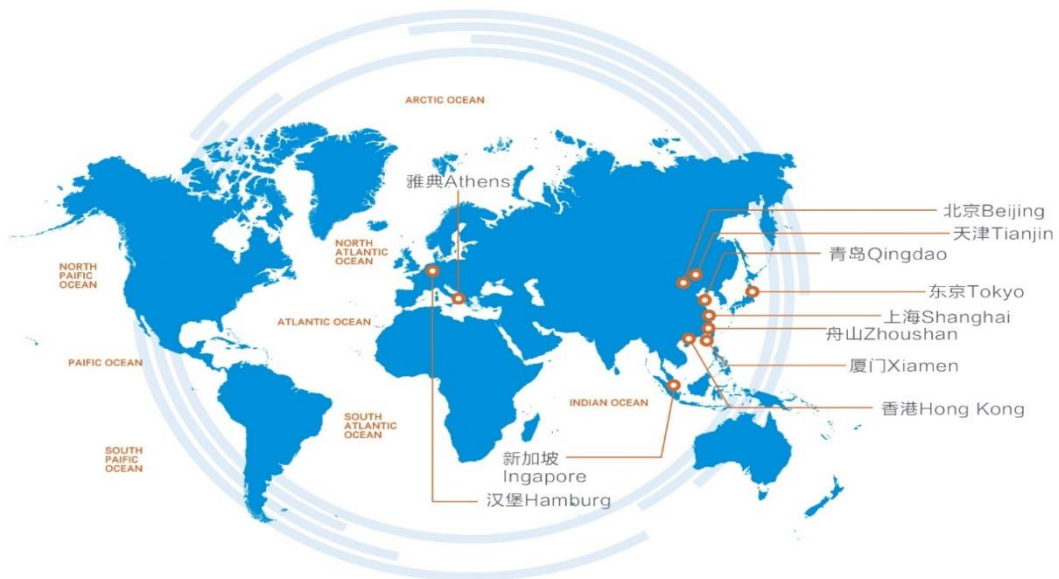 ARCTIC OCEAN
雅典Athens
北京Beijing
天津Tianjin
青岛Qingdao
NORTH
ATLANTIC
OCEAN
NORTH
PAIFIC
OCEAN
东京Tokyo
上海Shanghai
ATLANTIC OCEAN
舟山Zhoushan
PAIFIC OCEAN
厦门Xiamen
INDIAN OCEAN
香港Hong Kong
SOUTH
ATLANTIC
OCEAN
SOUTH
PAIFIC
OCEAN
新加坡
Ingapore
汉堡Hamburg